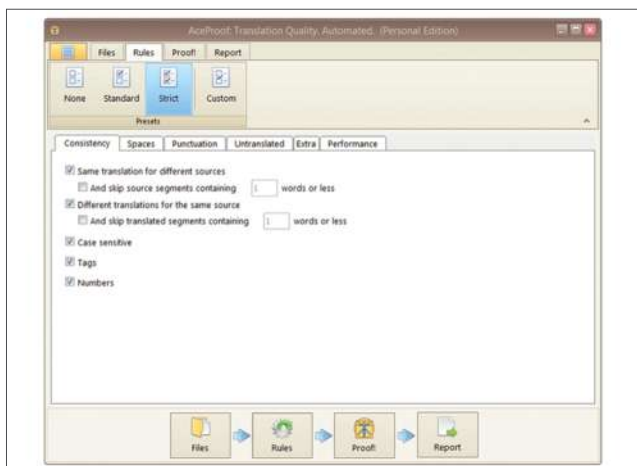 AceProof: Translation Quality. Automated. (Personal Edition)
Files Rules Proof! Report
None Standard Strict Custom
Presets
Consistency Spaces Punctuation Untranslated Extra Performance
Same translation for different sources
And skip source segments containing 1 words or less
Different translations for the same source
And skip translated segments containing 1 words or less
Case sensitive
Tags
Numbers
Files Rules Proof! Report